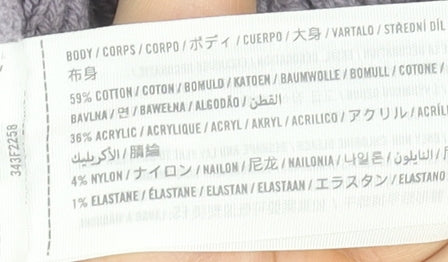 BODY / CORPS / CORPO / ボディ / CUERPO / 大身 / VARTALO / STŘEDNÍ DÍL
布身
59% COTTON / COTON / BOMULD / KATOEN / BAUMWOLLE / BOMULL / COTONE /
BAVLNA / 면 / BAWEŁNA / ALGODÃO / القطن
36% ACRYLIC / ACRYLIQUE / ACRYL / AKRYL / ACRILICO / アクリル /
الأكريليك / 腈綸
4% NYLON / ナイロン / NAILON / 尼龙 / NAILONIA / 나일론 / النايلون /
1% ELASTANE / ÉLASTANE / ELASTAN / ELASTAAN / エラスタン / ELASTANO
343F2258